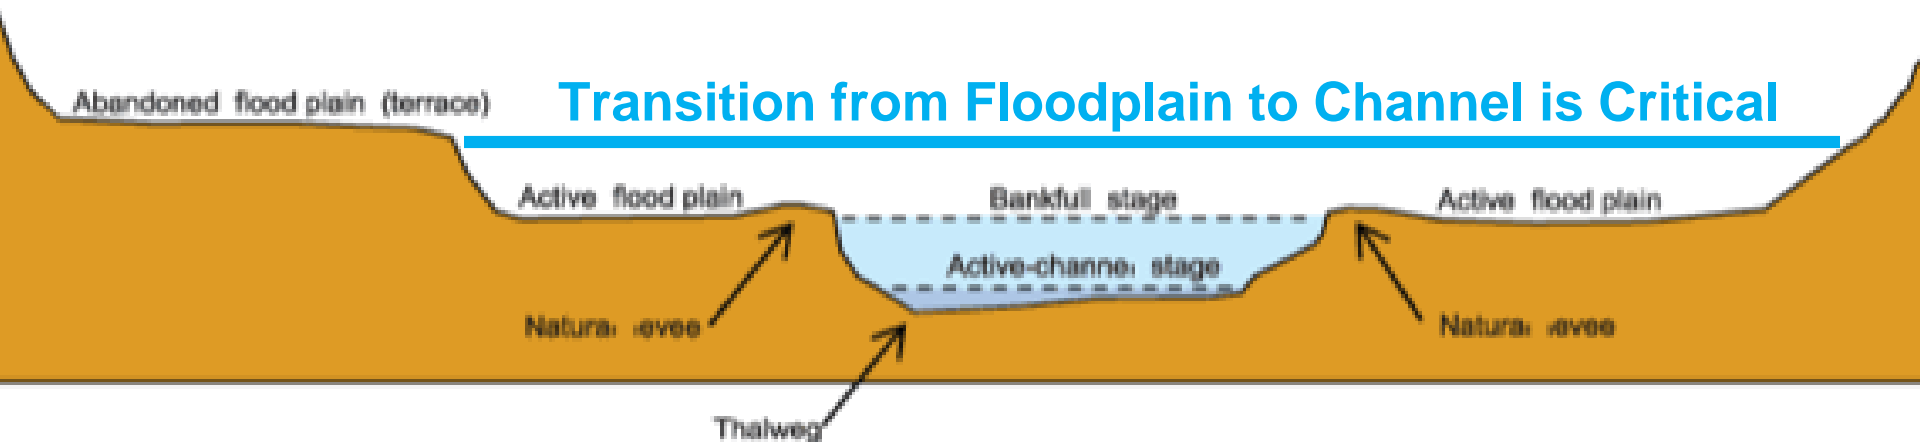 Transition from Floodplain to Channel is Critical
Abandoned flood plain (terrace)
Active flood plain
Bankfull stage
Active flood plain
Active-channel stage
Natural levee
Natural levee
Thalweg